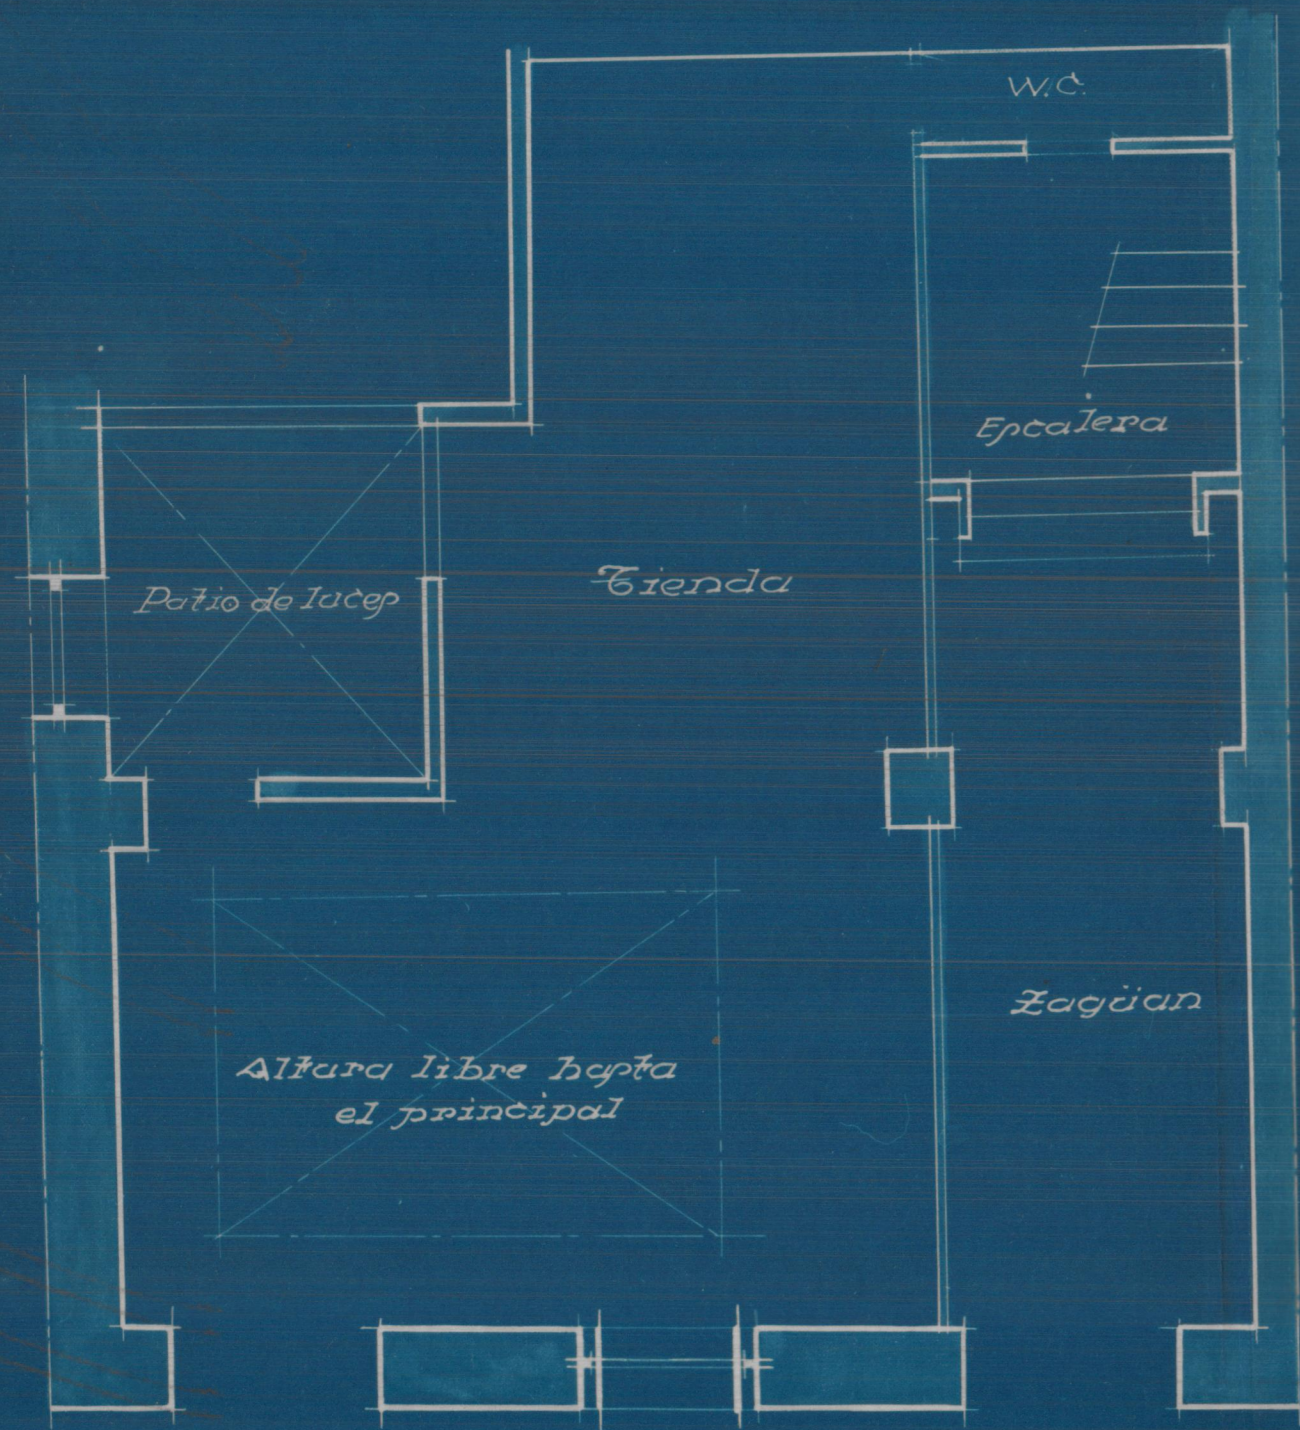 W.C.
Escalera
Patio de luces
Tienda
Zagüan
Altura libre hasta
el principal